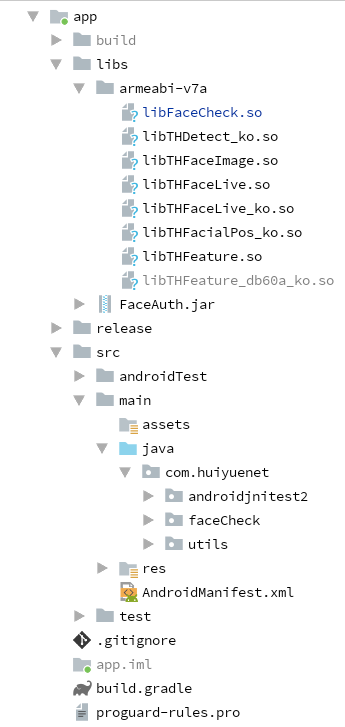 app
build
libs
armeabi-v7a
libFaceCheck.so
libTHDetect_ko.so
libTHFaceImage.so
libTHFaceLive.so
libTHFaceLive_ko.so
libTHFacialPos_ko.so
libTHFeature.so
libTHFeature_db60a_ko.so
FaceAuth.jar
release
src
androidTest
main
assets
java
com.huiyuenet
androidjnitest2
faceCheck
utils
res
AndroidManifest.xml
test
.gitignore
app.iml
build.gradle
proguard-rules.pro